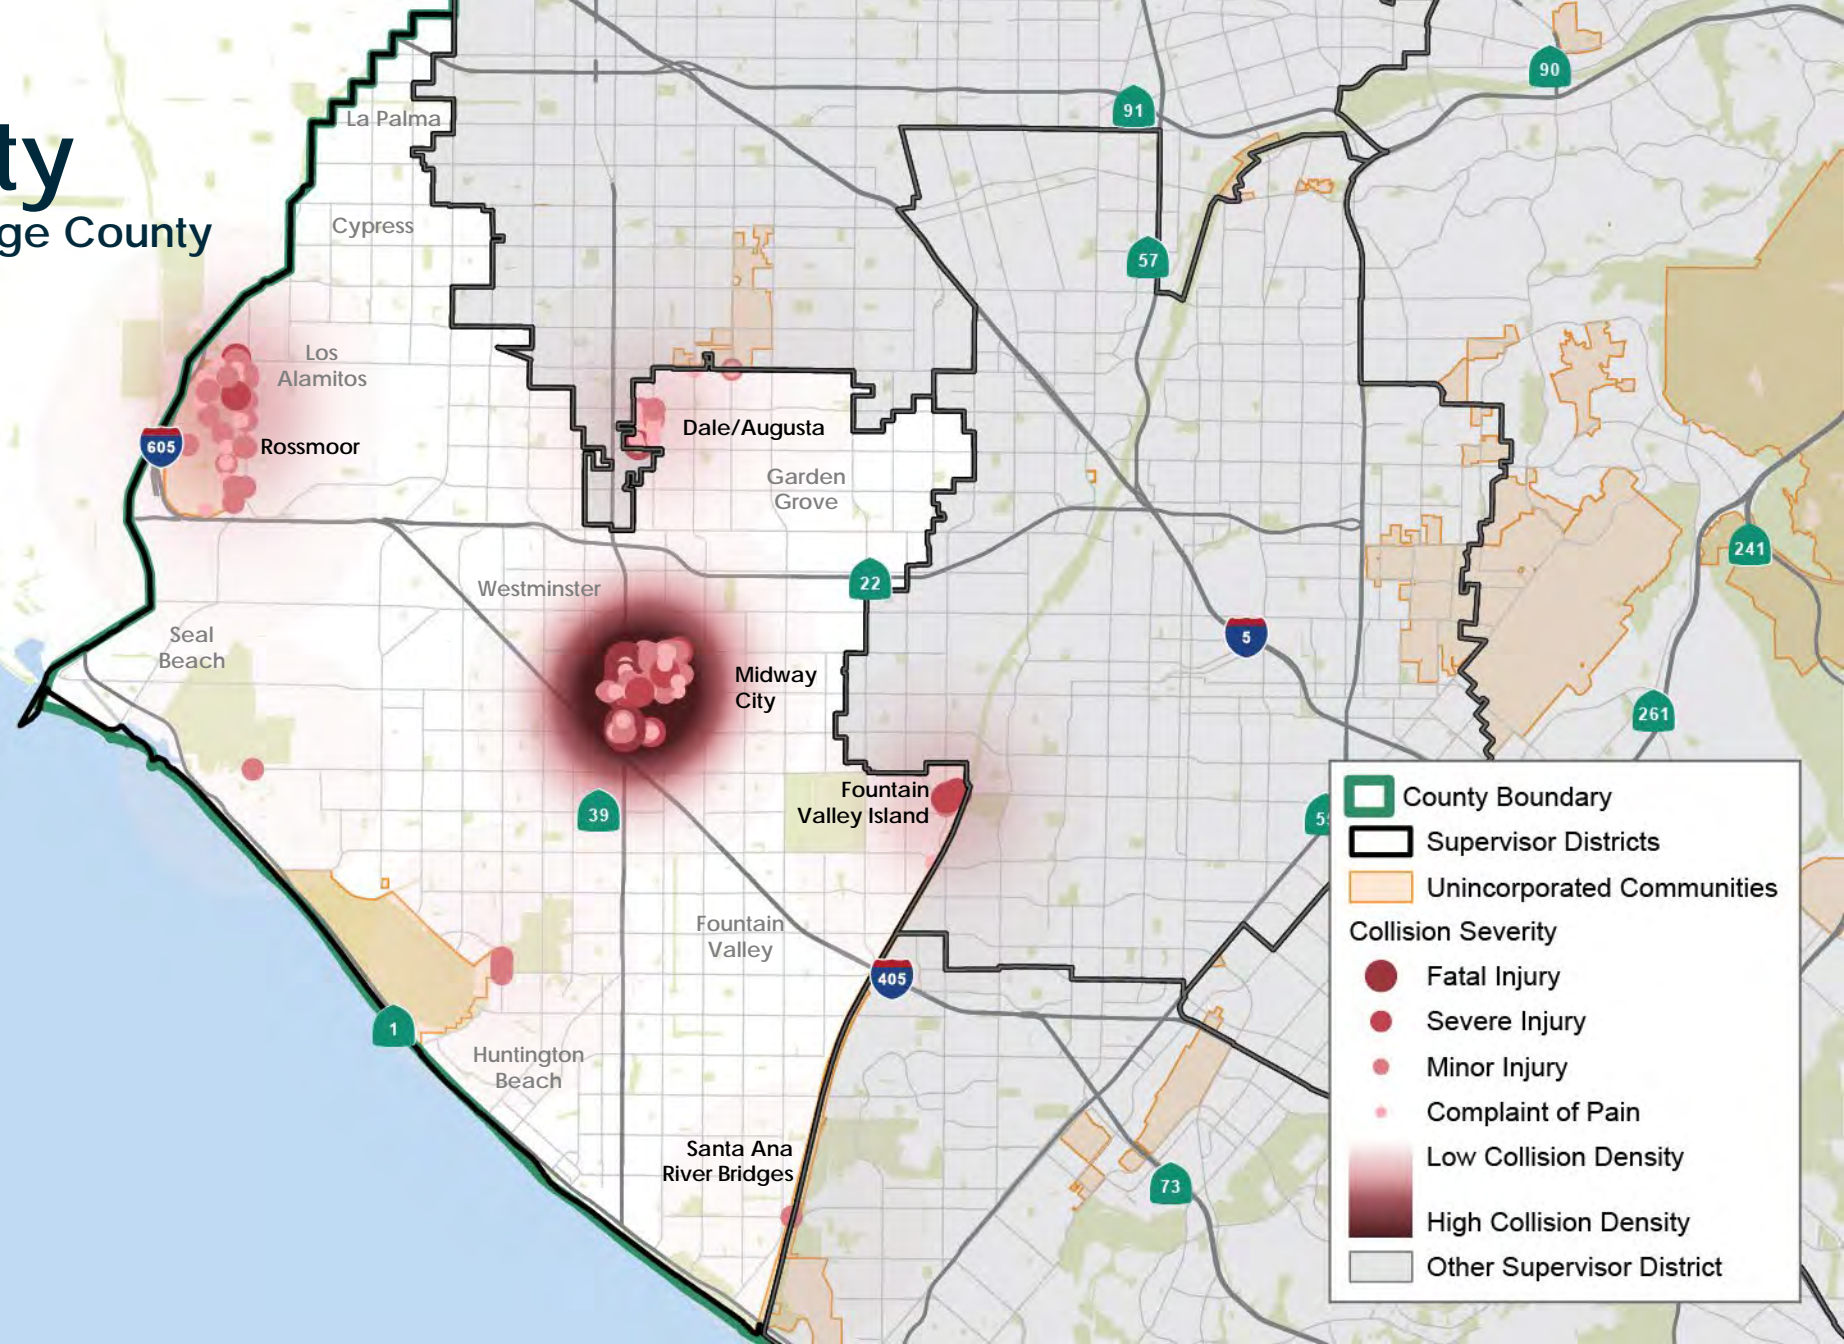 ty
ge County
La Palma
Cypress
Los
Alamitos
Rossmoor
Dale/Augusta
Garden
Grove
Westminster
Seal
Beach
Midway
City
Fountain
Valley Island
Fountain
Valley
Huntington
Beach
Santa Ana
River Bridges
90
91
57
605
22
241
5
261
39
55
405
1
73
County Boundary
Supervisor Districts
Unincorporated Communities
Collision Severity
Fatal Injury
Severe Injury
Minor Injury
Complaint of Pain
Low Collision Density
High Collision Density
Other Supervisor District